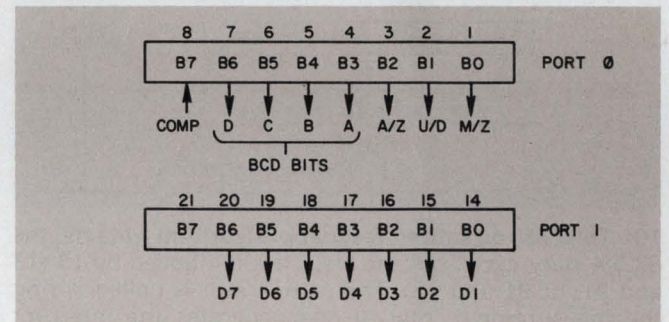 8 7 6 5 4 3 2 1
B7 B6 B5 B4 B3 B2 B1 B0 PORT 0
COMP D C B A A/Z U/D M/Z
BCD BITS
21 20 19 18 17 16 15 14
B7 B6 B5 B4 B3 B2 B1 B0 PORT 1
D7 D6 D5 D4 D3 D2 D1